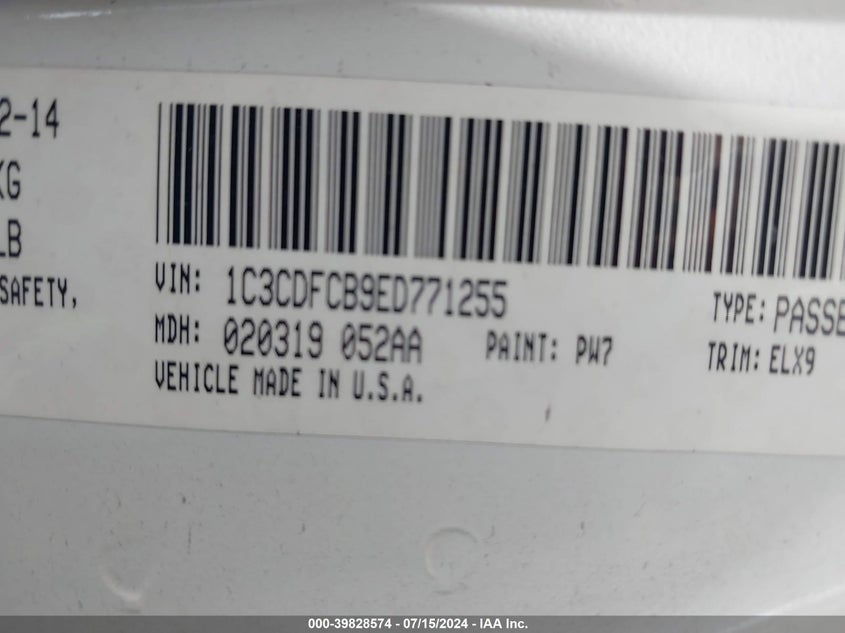 2-14
KG
LB
SAFETY,
VIN: 1C3CDFCB9ED771255
TYPE: PASSE
MDH: 020319 052AA
PAINT: PW7
TRIM: ELX9
VEHICLE MADE IN U.S.A.
000-39828574 - 07/15/2024 - IAA Inc.